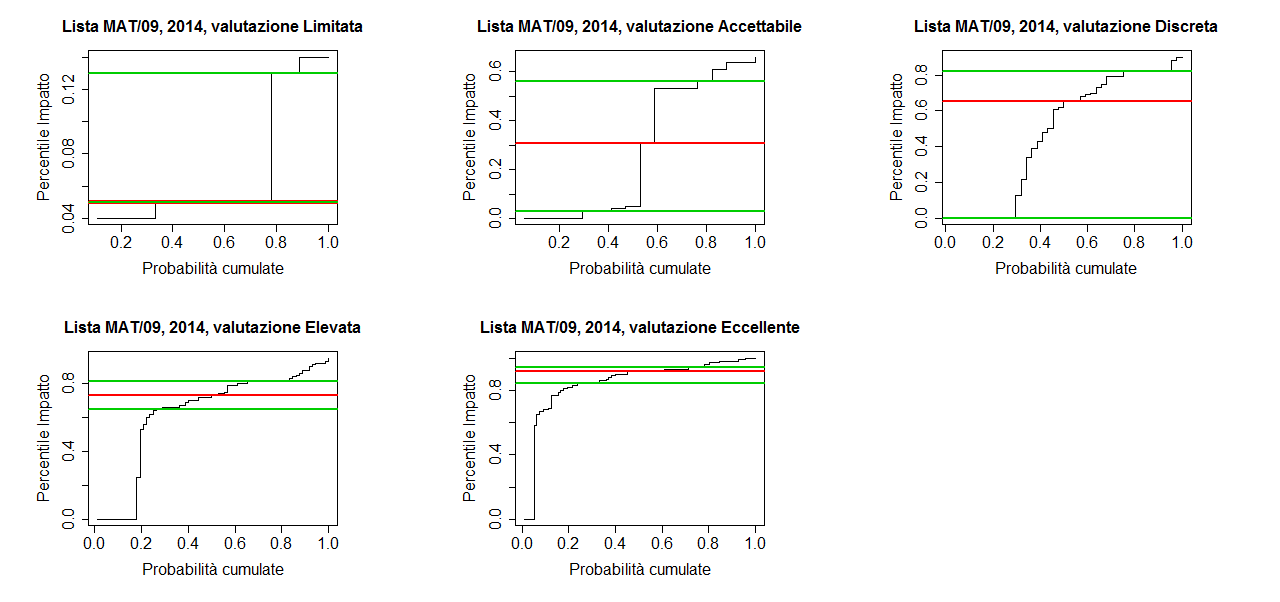 Lista MAT/09, 2014, valutazione Limitata
Percentile Impatto
0.04 0.08 0.12
0.2 0.4 0.6 0.8 1.0
Probabilità cumulate
Lista MAT/09, 2014, valutazione Accettabile
Percentile Impatto
0.0 0.2 0.4 0.6
0.2 0.4 0.6 0.8 1.0
Probabilità cumulate
Lista MAT/09, 2014, valutazione Discreta
Percentile Impatto
0.0 0.2 0.4 0.6 0.8
0.0 0.2 0.4 0.6 0.8 1.0
Probabilità cumulate
Lista MAT/09, 2014, valutazione Elevata
Percentile Impatto
0.0 0.4 0.8
0.0 0.2 0.4 0.6 0.8 1.0
Probabilità cumulate
Lista MAT/09, 2014, valutazione Eccellente
Percentile Impatto
0.0 0.4 0.8
0.0 0.2 0.4 0.6 0.8 1.0
Probabilità cumulate